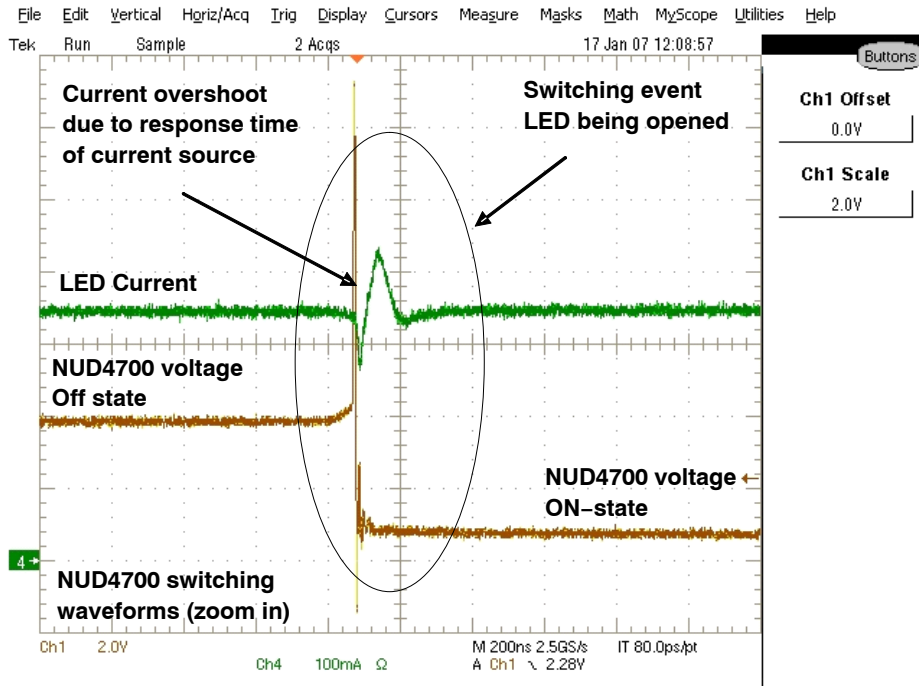 File Edit Vertical Horiz/Acq Trig Display Cursors Measure Masks Math MyScope Utilities Help
Tek Run Sample 2 Acqs 17 Jan 07 12:08:57
Buttons
Ch1 Offset
0.0V
Ch1 Scale
2.0V
Current overshoot
due to response time
of current source
Switching event
LED being opened
LED Current
NUD4700 voltage
Off state
NUD4700 voltage
ON−state
4
NUD4700 switching
waveforms (zoom in)
Ch1 2.0V M 200ns 2.5GS/s IT 80.0ps/pt
Ch4 100mA Ω A Ch1 2.28V